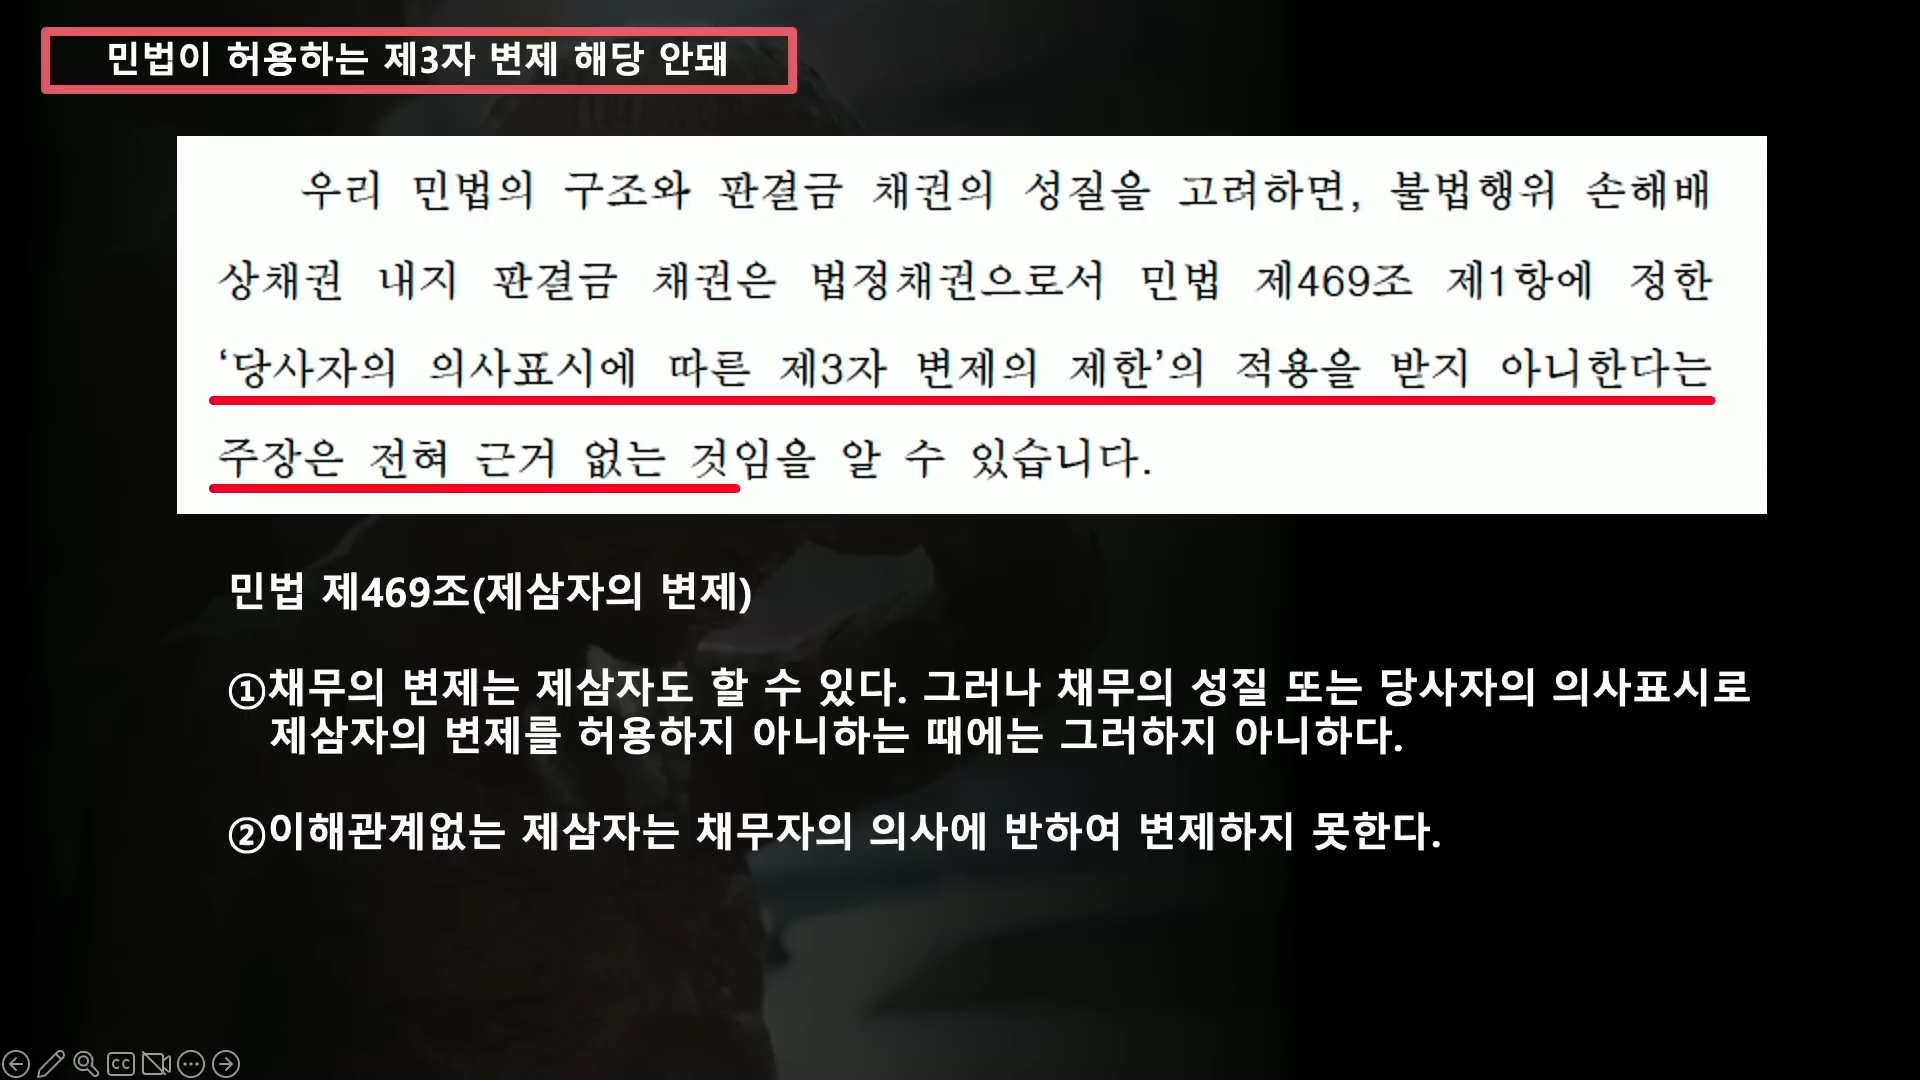 민법이 허용하는 제3자 변제 해당 안돼
우리 민법의 구조와 판결금 채권의 성질을 고려하면, 불법행위 손해배
상채권 내지 판결금 채권은 법정채권으로서 민법 제469조 제1항에 정한
‘당사자의 의사표시에 따른 제3자 변제의 제한’의 적용을 받지 아니한다는
주장은 전혀 근거 없는 것임을 알 수 있습니다.
민법 제469조(제삼자의 변제)
①채무의 변제는 제삼자도 할 수 있다. 그러나 채무의 성질 또는 당사자의 의사표시로
제삼자의 변제를 허용하지 아니하는 때에는 그러하지 아니하다.
②이해관계없는 제삼자는 채무자의 의사에 반하여 변제하지 못한다.
CC